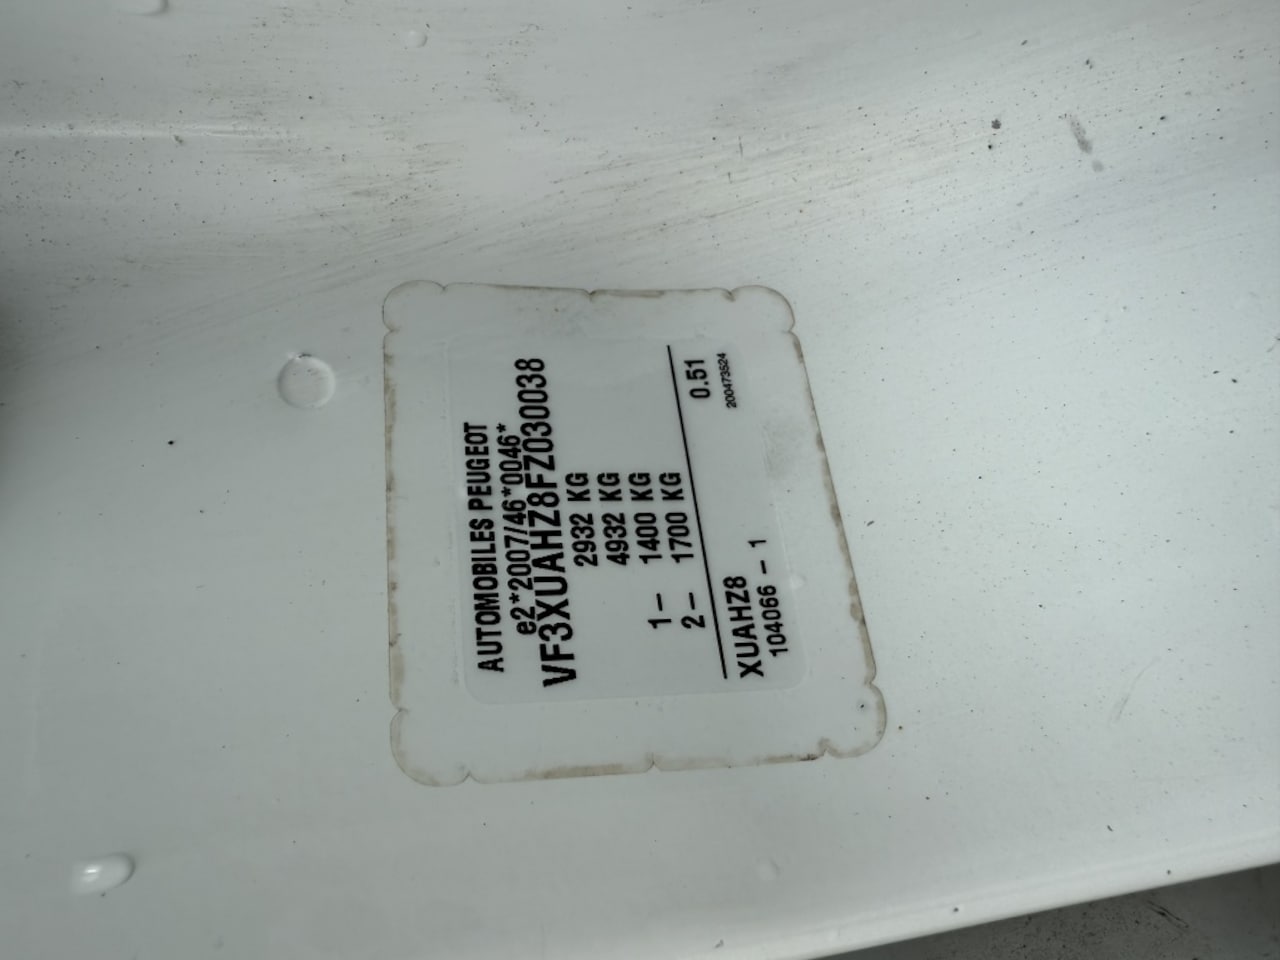 AUTOMOBILES PEUGEOT
e2*2007/46*0046*
VF3XUAHZ8FZ030038
2932 KG
4932 KG
1– 1400 KG
2– 1700 KG
XUAHZ8 0.51
104066 – 1 200473524